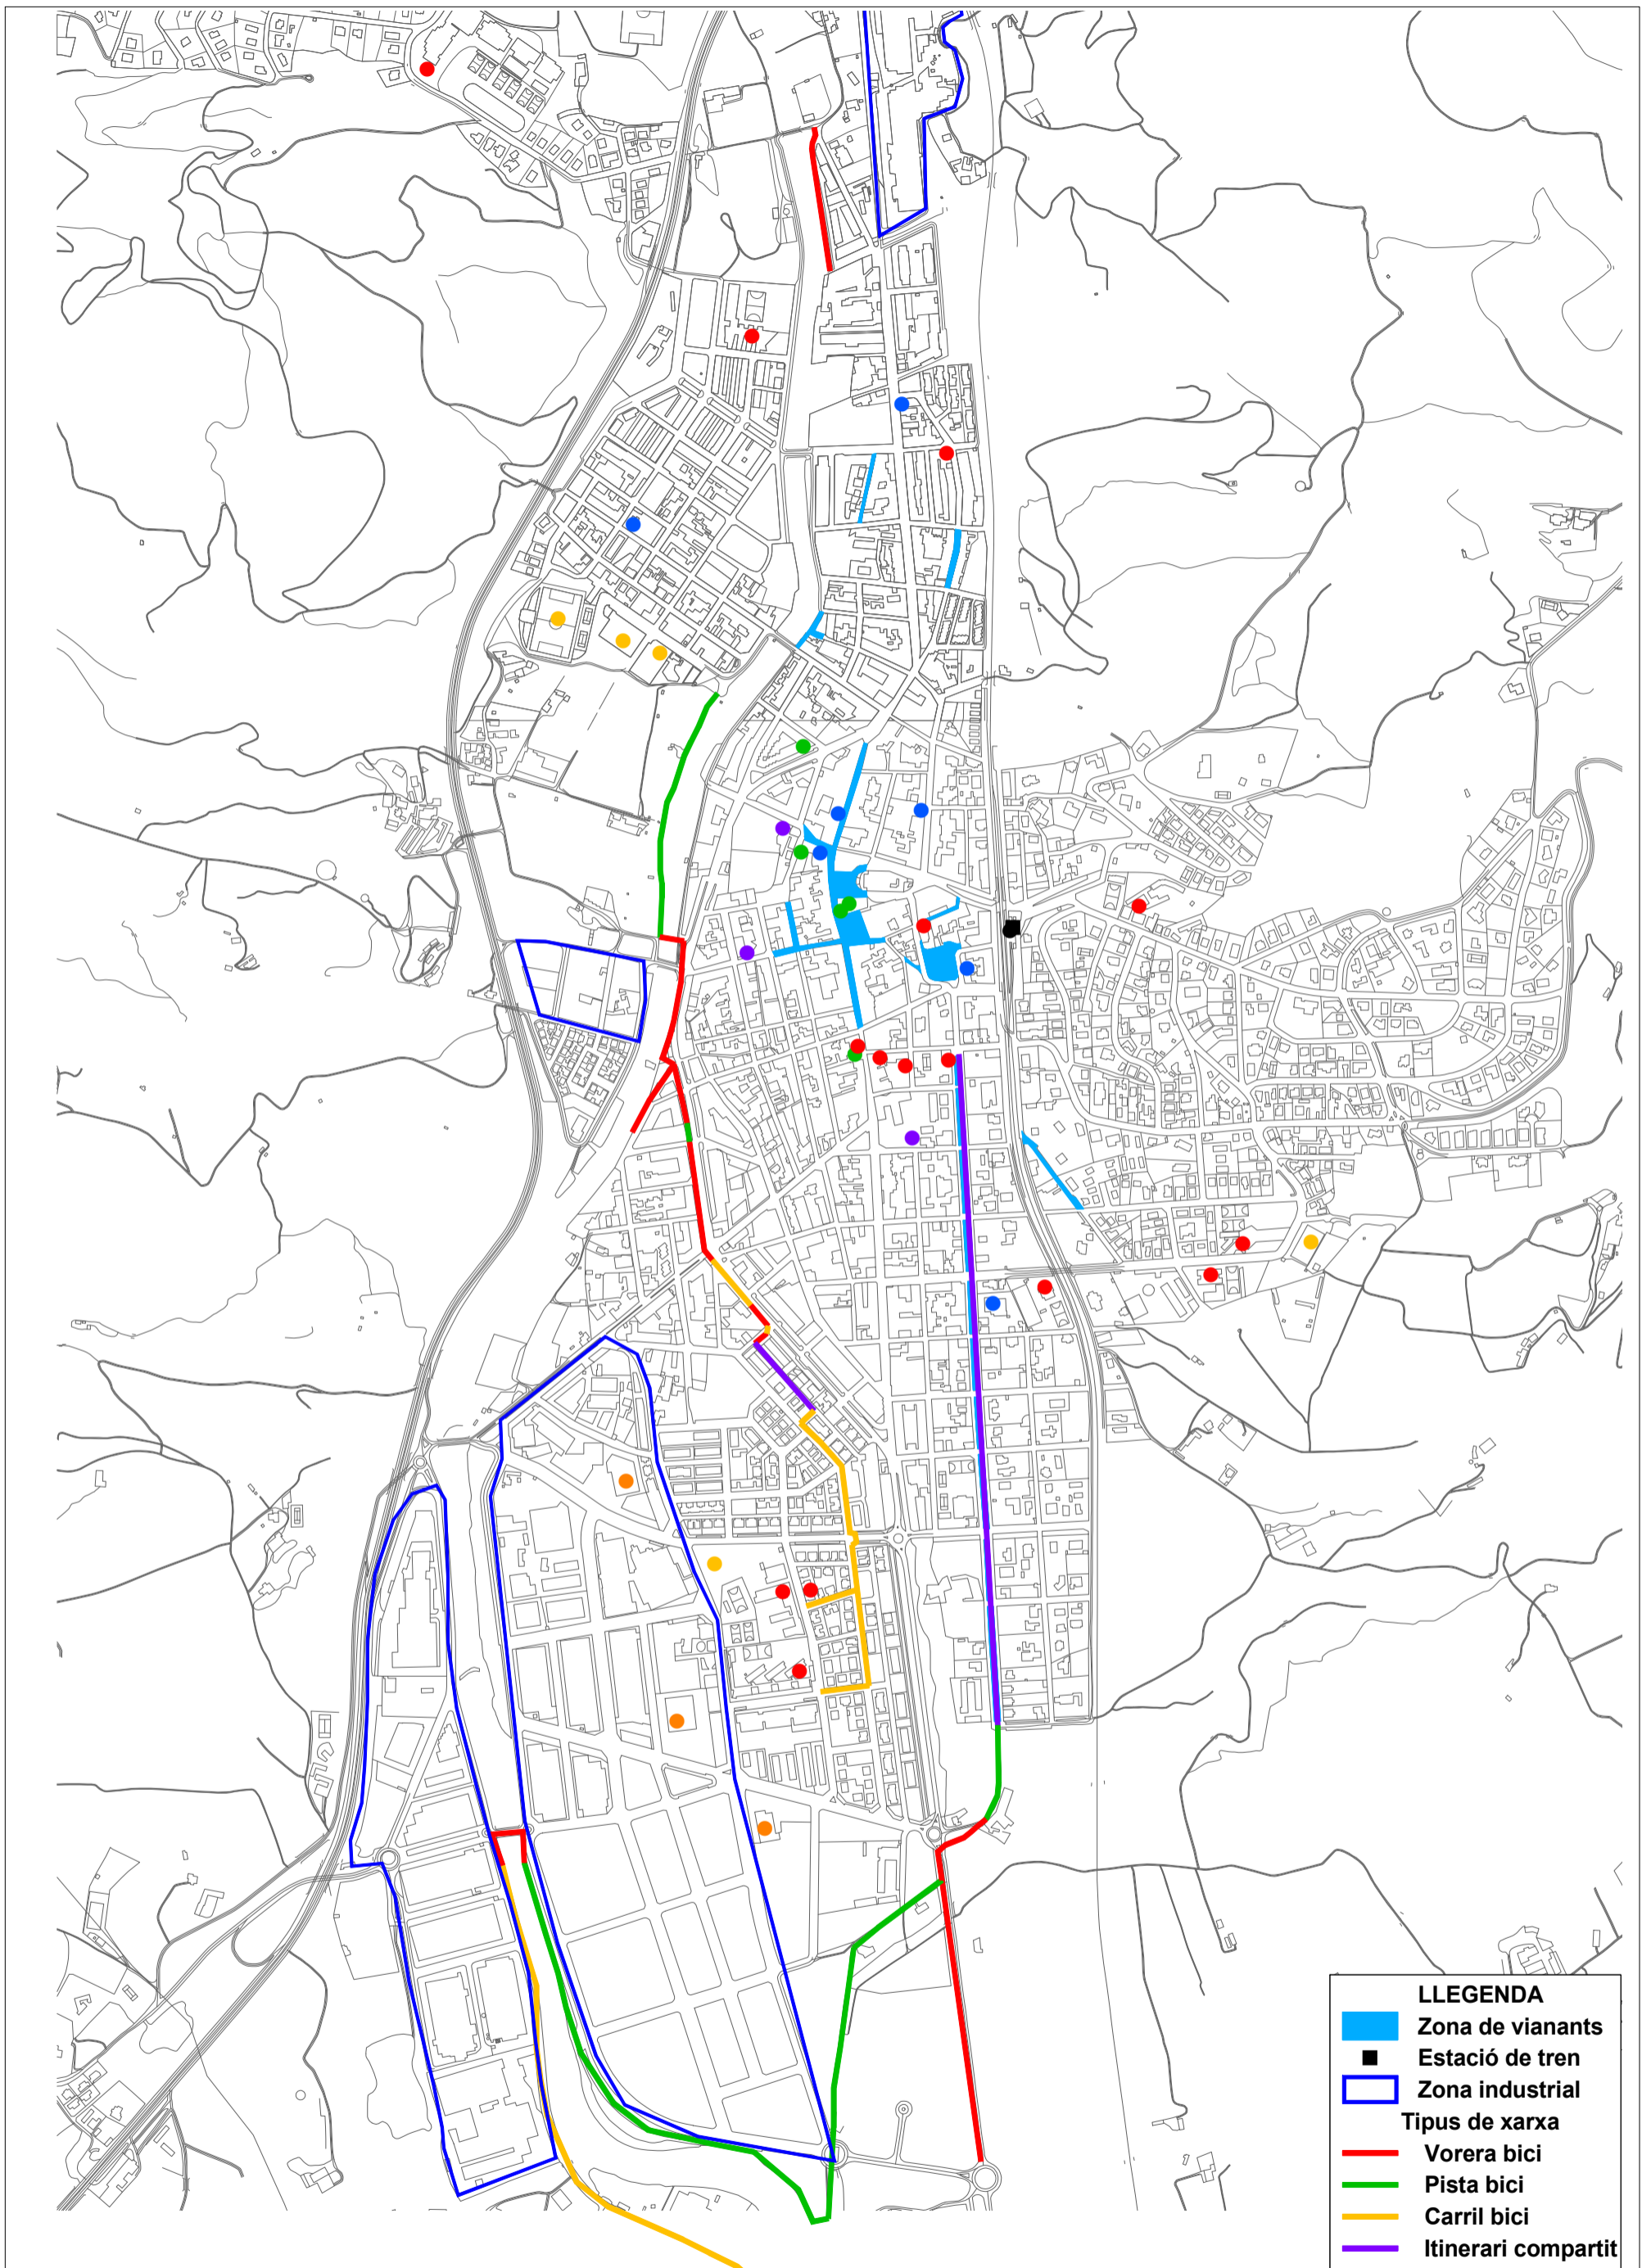 LLEGENDA
Zona de vianants
Estació de tren
Zona industrial
Tipus de xarxa
Vorera bici
Pista bici
Carril bici
Itinerari compartit